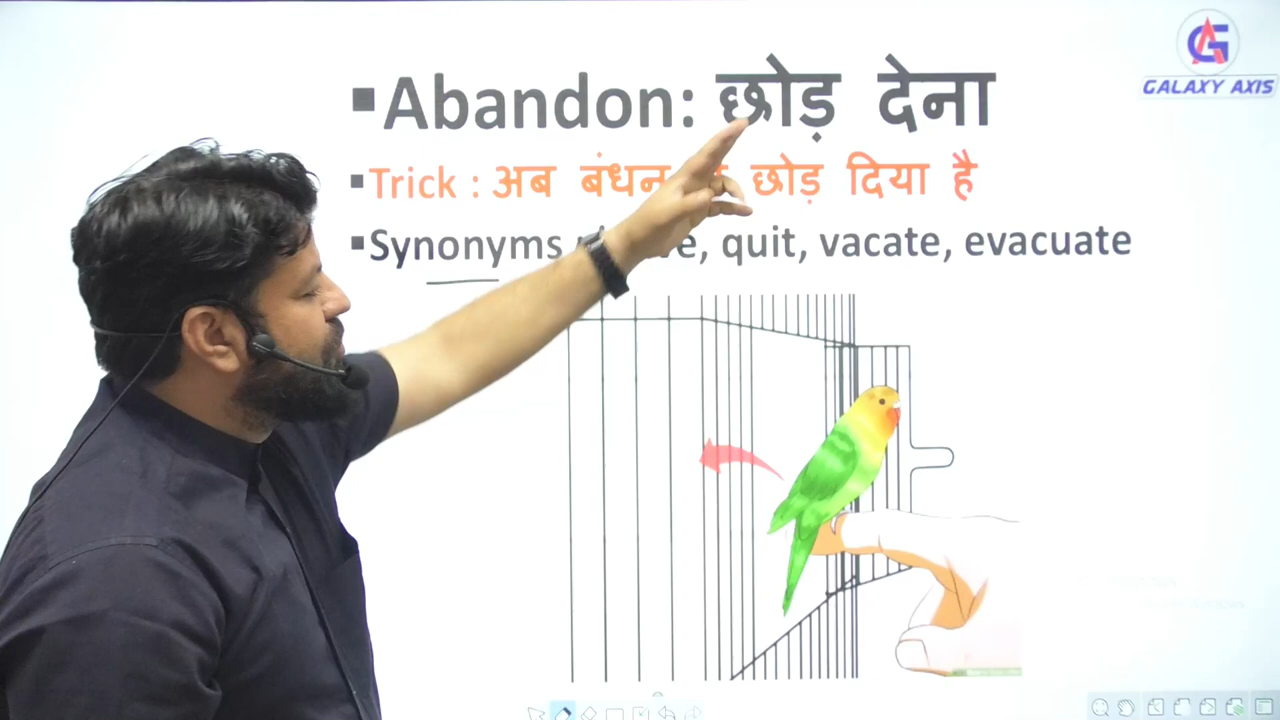 GALAXY AXIS
▪Abandon: छोड़ देना
▪Trick : अब बंधन छोड़ दिया है
▪Synonyms quit, vacate, evacuate